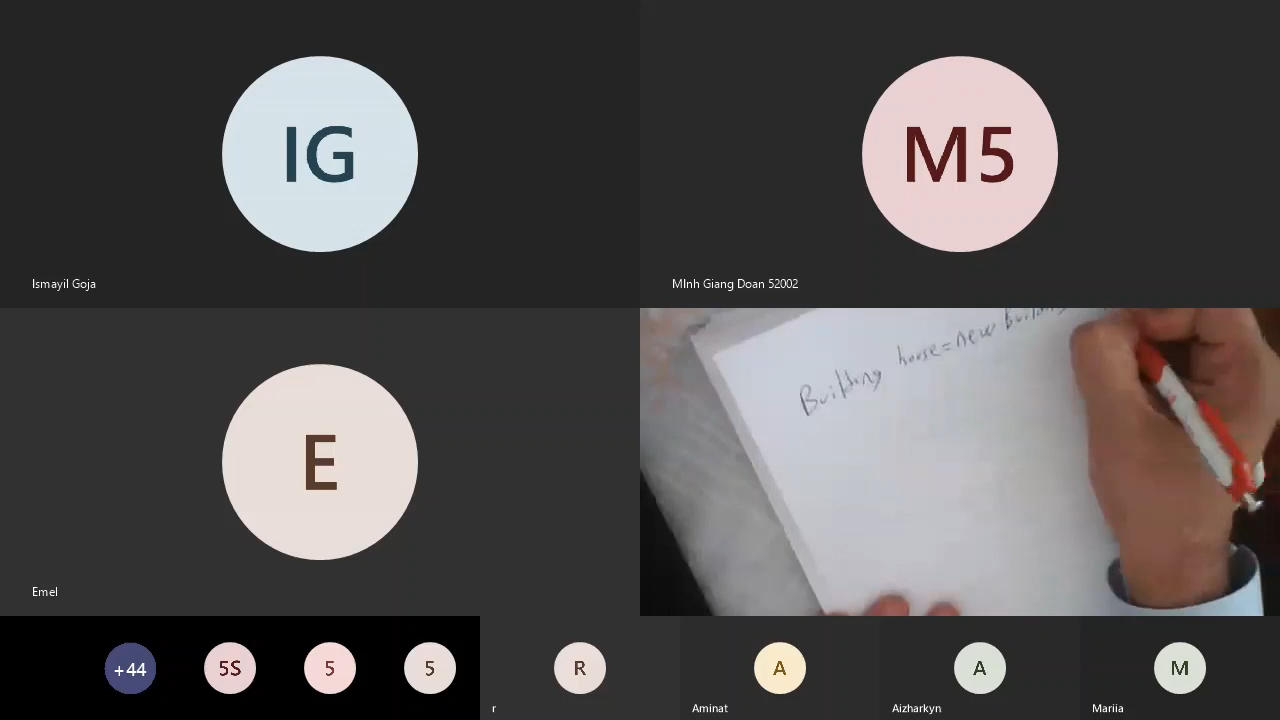 IG
M5
Ismayil Goja
MInh Giang Doan 52002
Building house = new building
E
Emel
+44
5S
5
5
R
A
A
M
r
Aminat
Aizharkyn
Mariia